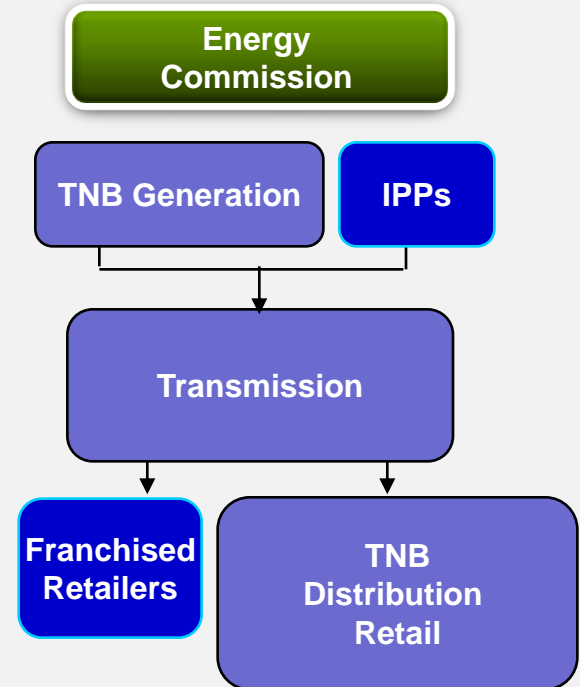 Energy
Commission
TNB Generation
IPPs
Transmission
Franchised
Retailers
TNB
Distribution
Retail